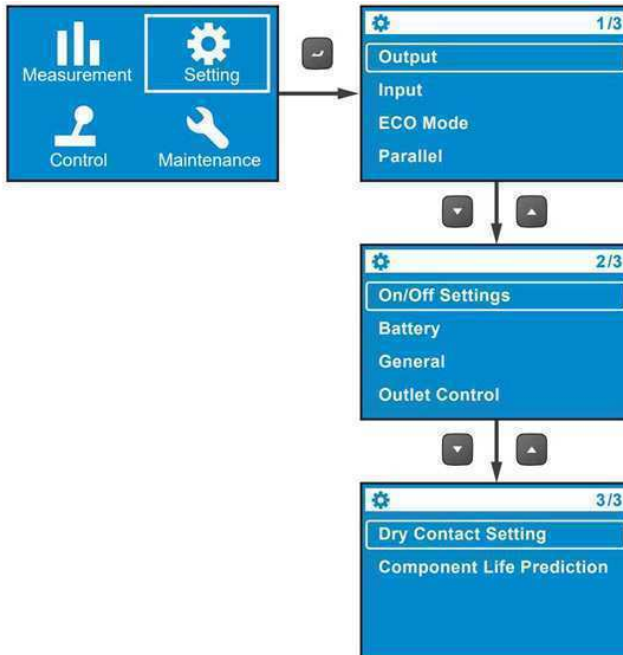 Measurement
Setting
Control
Maintenance
1/3
Output
Input
ECO Mode
Parallel
2/3
On/Off Settings
Battery
General
Outlet Control
3/3
Dry Contact Setting
Component Life Prediction